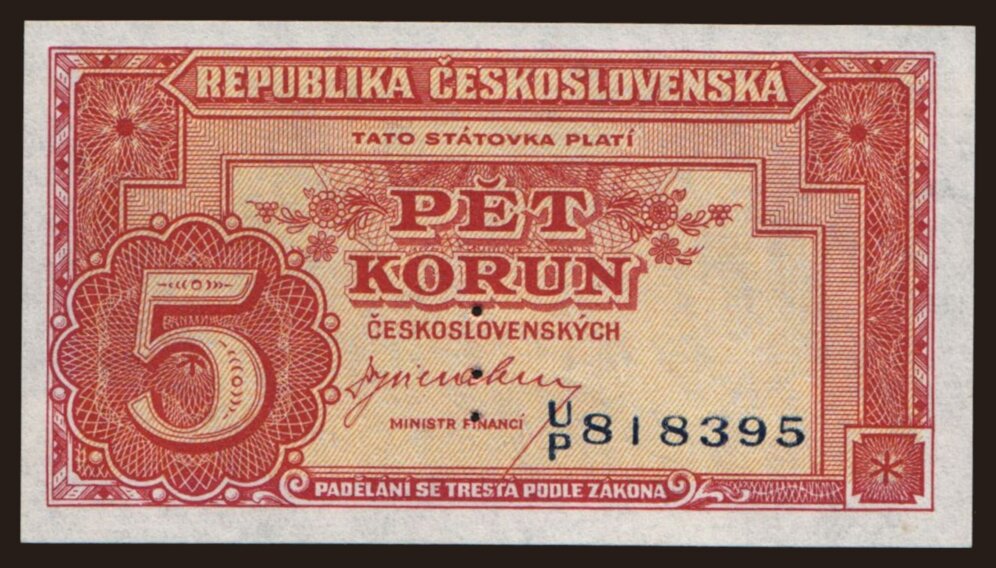 REPUBLIKA ČESKOSLOVENSKÁ
TATO STÁTOVKA PLATÍ
PĚT
KORUN
ČESKOSLOVENSKÝCH
5
MINISTR FINANCÍ
U/P 818395
PADĚLÁNÍ SE TRESTÁ PODLE ZÁKONA